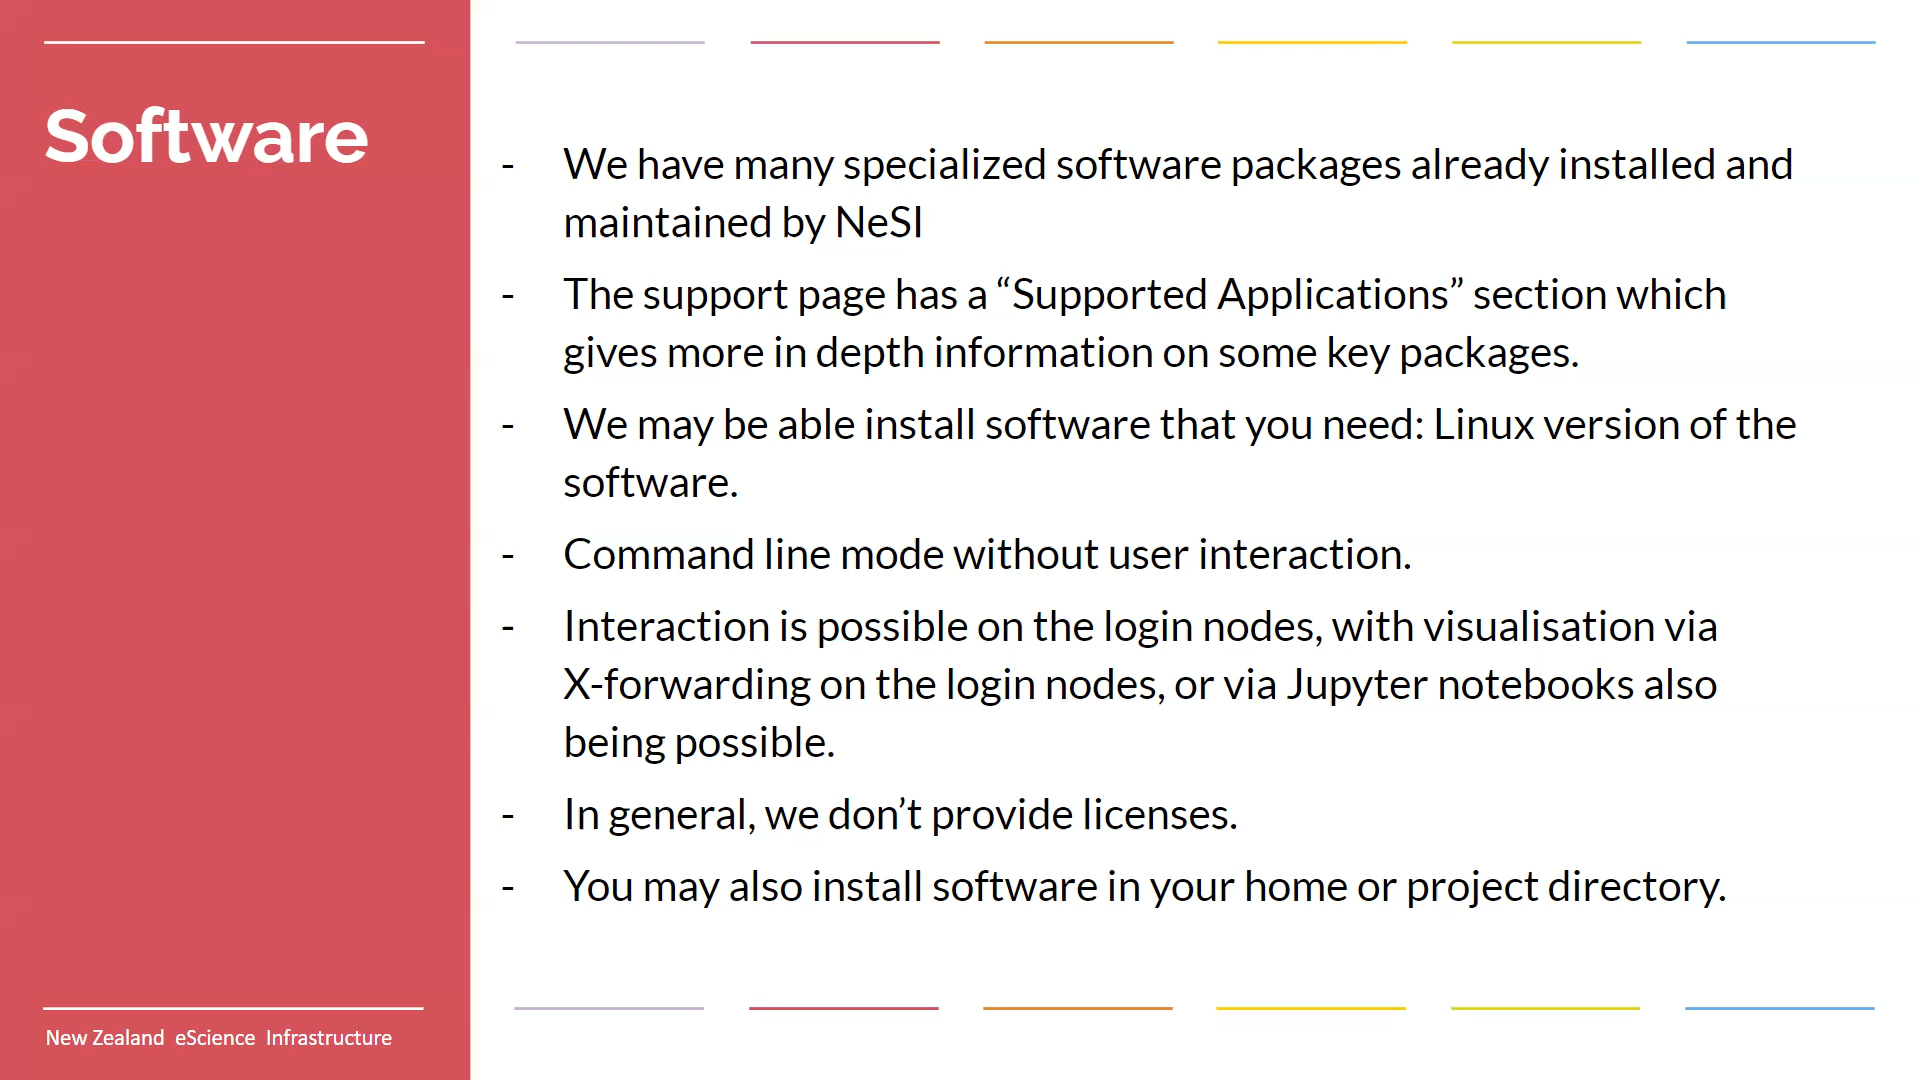 Software
- We have many specialized software packages already installed and
maintained by NeSI
- The support page has a “Supported Applications” section which
gives more in depth information on some key packages.
- We may be able install software that you need: Linux version of the
software.
- Command line mode without user interaction.
- Interaction is possible on the login nodes, with visualisation via
X-forwarding on the login nodes, or via Jupyter notebooks also
being possible.
- In general, we don’t provide licenses.
- You may also install software in your home or project directory.
New Zealand eScience Infrastructure